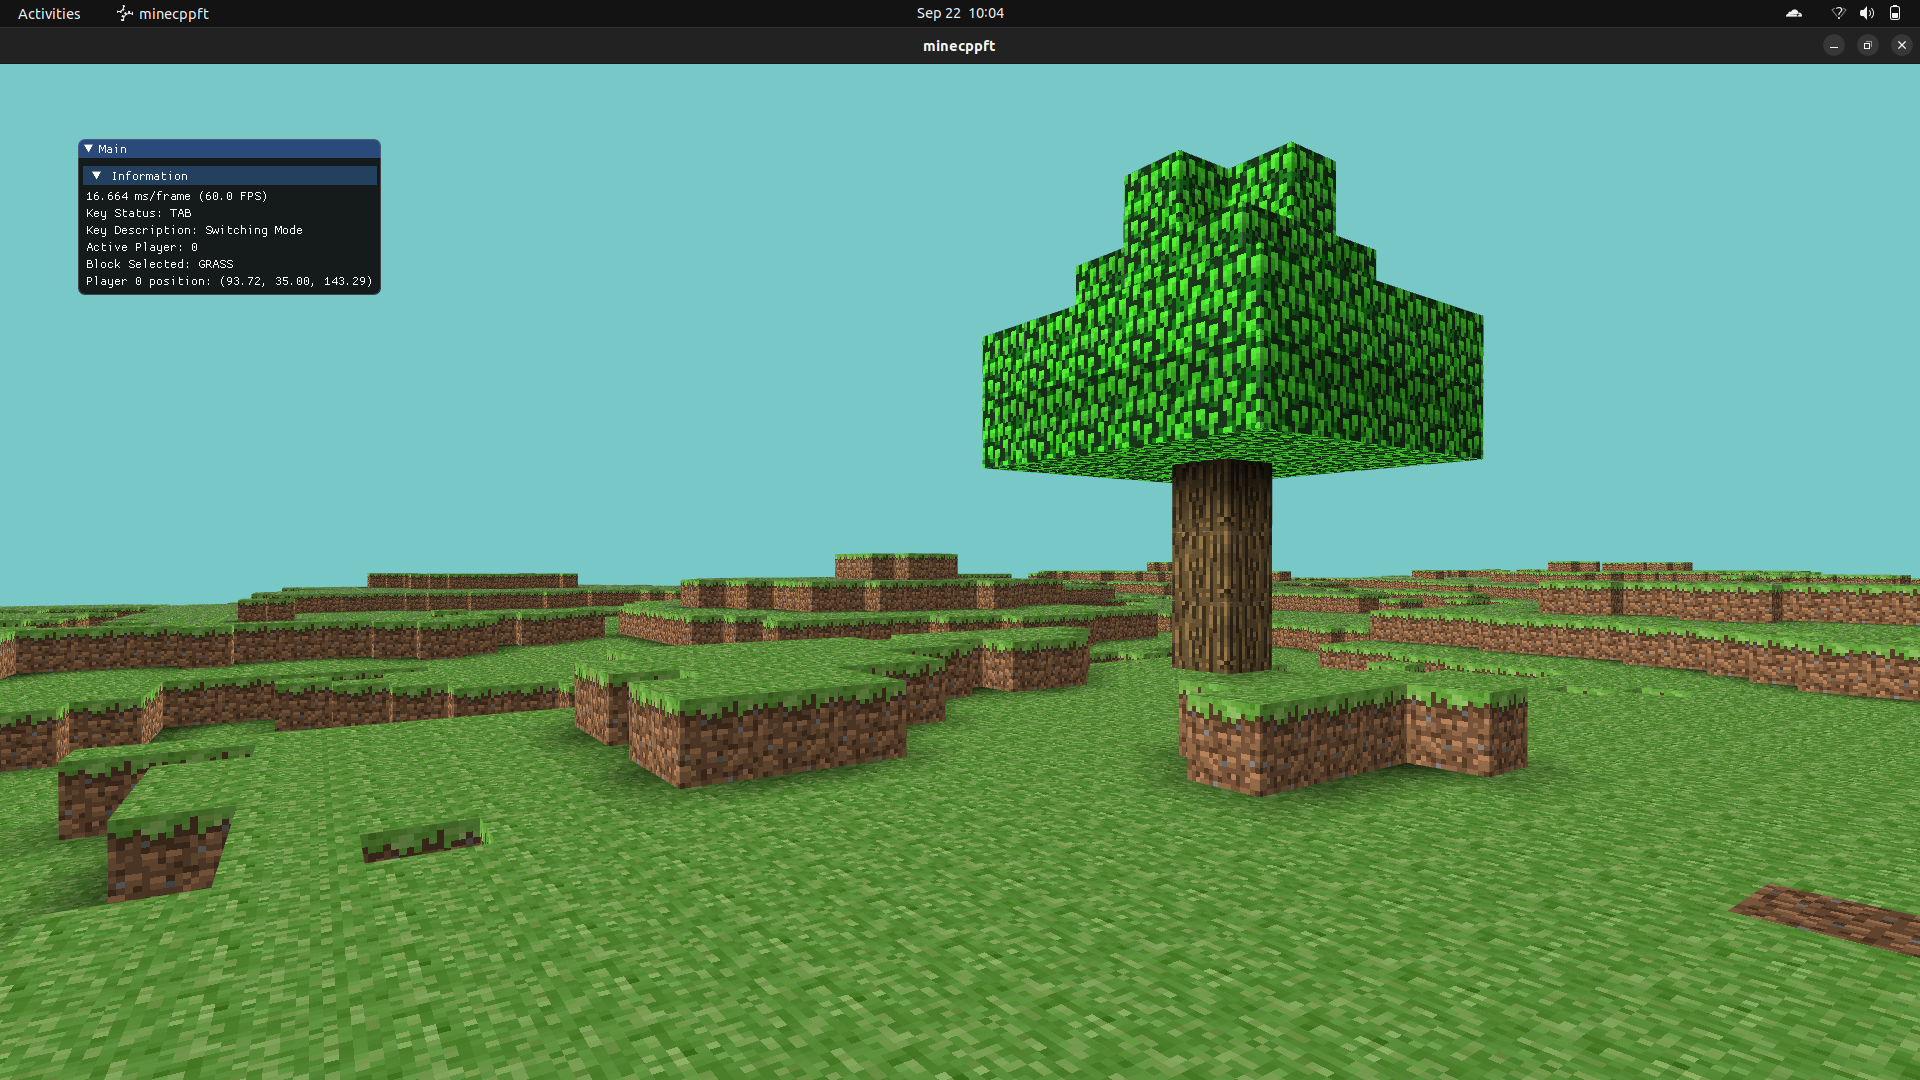 Activities
minecppft
Sep 22 10:04
minecppft
Main
Information
16.664 ms/frame (60.0 FPS)
Key Status: TAB
Key Description: Switching Mode
Active Player: 0
Block Selected: GRASS
Player 0 position: (93.72, 35.00, 143.29)